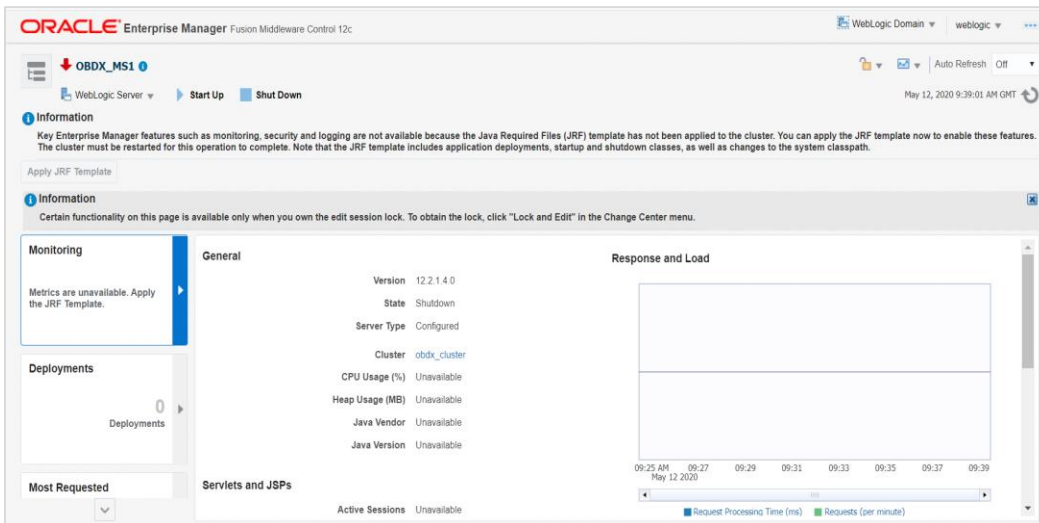 ORACLE Enterprise Manager Fusion Middleware Control 12c
WebLogic Domain weblogic
OBDX_MS1
Auto Refresh Off
WebLogic Server Start Up Shut Down
May 12, 2020 9:39:01 AM GMT
Information
Key Enterprise Manager features such as monitoring, security and logging are not available because the Java Required Files (JRF) template has not been applied to the cluster. You can apply the JRF template now to enable these features.
The cluster must be restarted for this operation to complete. Note that the JRF template includes application deployments, startup and shutdown classes, as well as changes to the system classpath.
Apply JRF Template
Information
Certain functionality on this page is available only when you own the edit session lock. To obtain the lock, click "Lock and Edit" in the Change Center menu.
Monitoring
Metrics are unavailable. Apply
the JRF Template.
Deployments
0
Deployments
Most Requested
General
Version 12.2.1.4.0
State Shutdown
Server Type Configured
Cluster obdx_cluster
CPU Usage (%) Unavailable
Heap Usage (MB) Unavailable
Java Vendor Unavailable
Java Version Unavailable
Servlets and JSPs
Active Sessions Unavailable
Response and Load
09:25 AM 09:27 09:29 09:31 09:33 09:35 09:37 09:39
May 12 2020
Request Processing Time (ms) Requests (per minute)